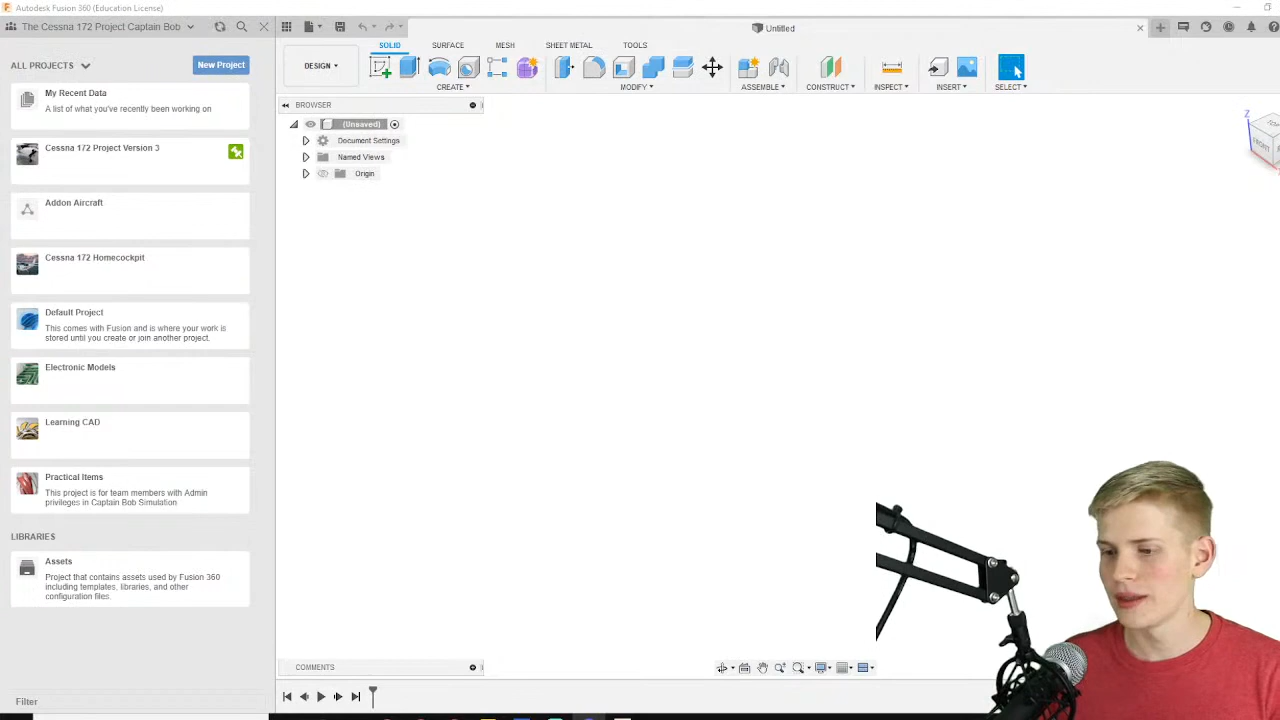 Autodesk Fusion 360 (Education License)
The Cessna 172 Project Captain Bob
Untitled
ALL PROJECTS
New Project
My Recent Data
A list of what you've recently been working on
Cessna 172 Project Version 3
Addon Aircraft
Cessna 172 Homecockpit
Default Project
This comes with Fusion and is where your work is
stored until you create or join another project.
Electronic Models
Learning CAD
Practical Items
This project is for team members with Admin
privileges in Captain Bob Simulation
LIBRARIES
Assets
Project that contains assets used by Fusion 360
including templates, libraries, and other
configuration files.
Filter
SOLID SURFACE MESH SHEET METAL TOOLS
DESIGN
CREATE MODIFY ASSEMBLE CONSTRUCT INSPECT INSERT SELECT
BROWSER
(Unsaved)
Document Settings
Named Views
Origin
Z
TOP
FRONT
COMMENTS